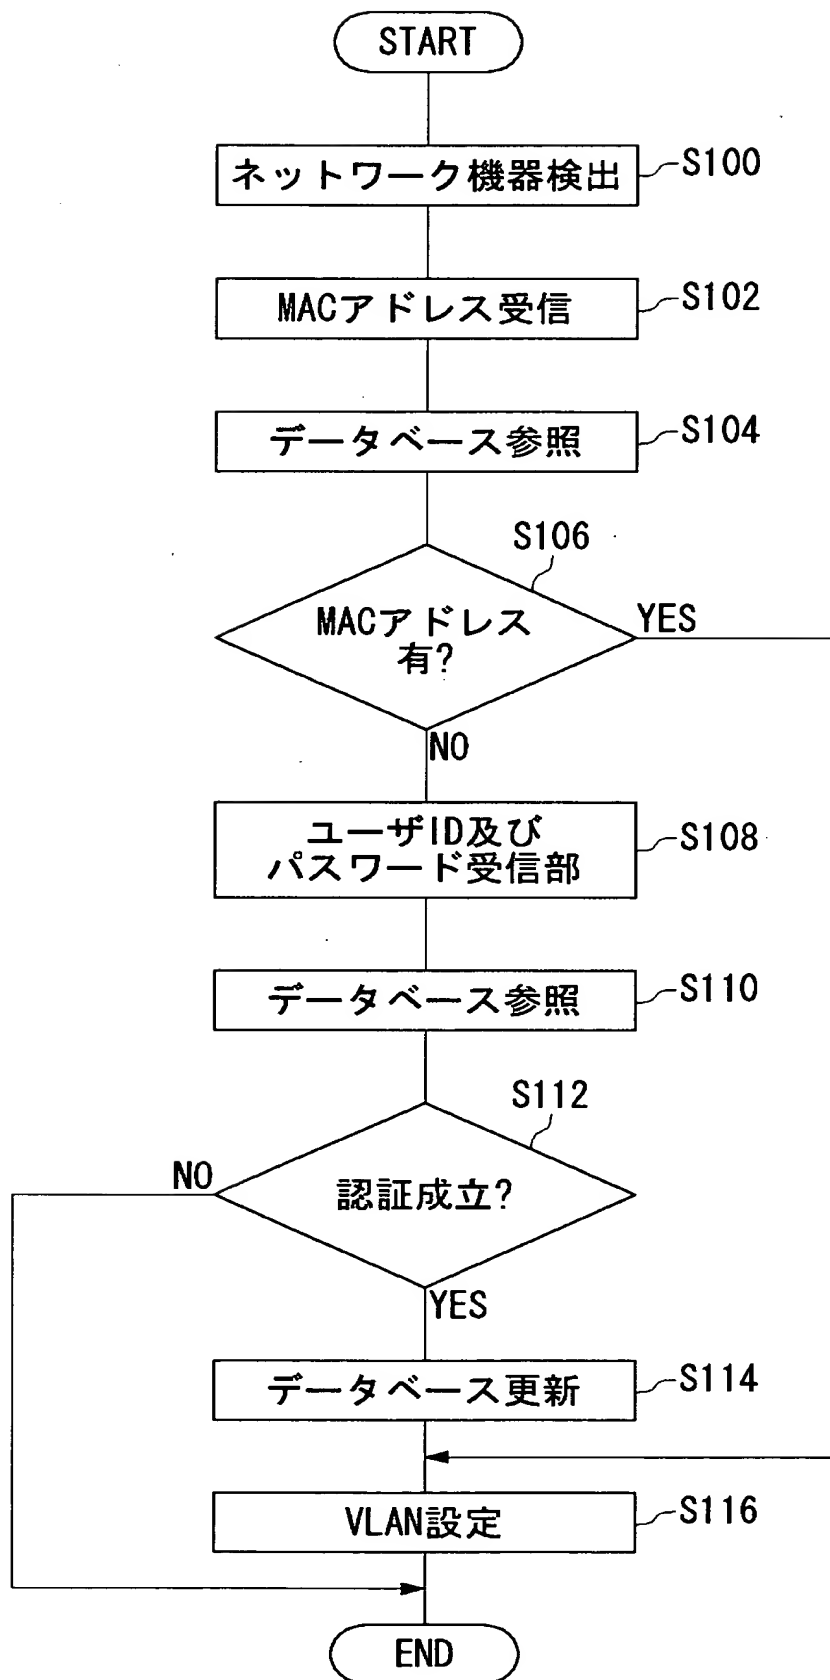 START
ネットワーク機器検出
S100
MACアドレス受信
S102
データベース参照
S104
S106
MACアドレス
有?
YES
NO
ユーザID及び
パスワード受信部
S108
データベース参照
S110
S112
NO
認証成立?
YES
データベース更新
S114
VLAN設定
S116
END